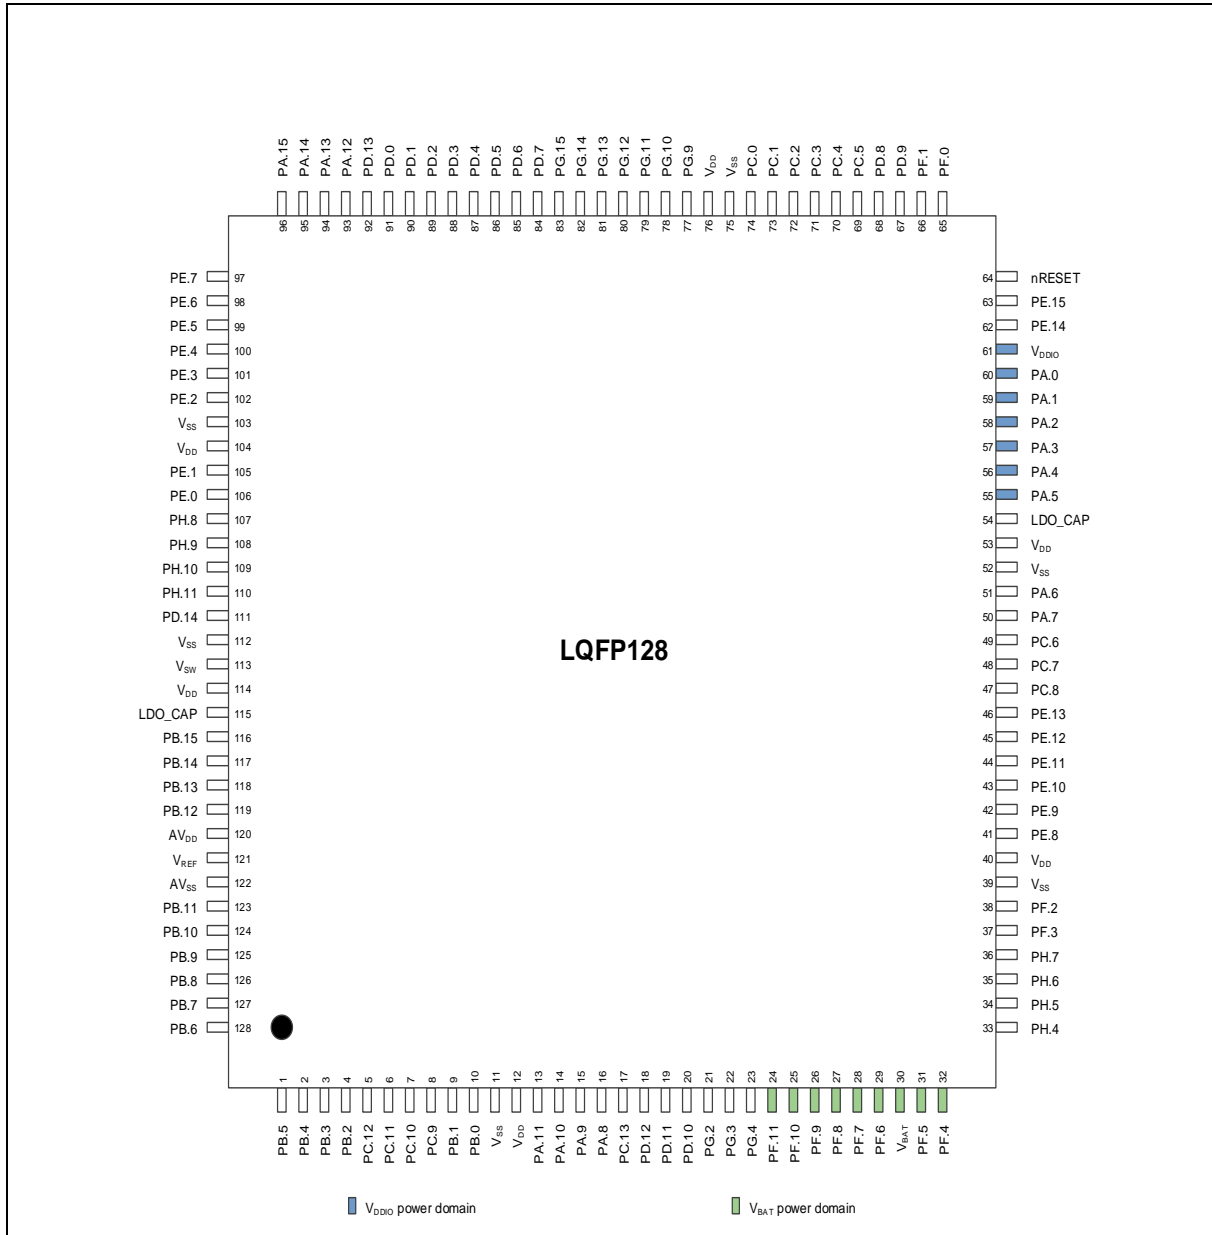 PA.15 PA.14 PA.13 PA.12 PD.13 PD.0 PD.1 PD.2 PD.3 PD.4 PD.5 PD.6 PD.7 PG.15 PG.14 PG.13 PG.12 PG.11 PG.10 PG.9 VDD VSS PC.0 PC.1 PC.2 PC.3 PC.4 PC.5 PD.8 PD.9 PF.1 PF.0
96 95 94 93 92 91 90 89 88 87 86 85 84 83 82 81 80 79 78 77 76 75 74 73 72 71 70 69 68 67 66 65
PE.7 97 64 nRESET
PE.6 98 63 PE.15
PE.5 99 62 PE.14
PE.4 100 61 VDDIO
PE.3 101 60 PA.0
PE.2 102 59 PA.1
VSS 103 58 PA.2
VDD 104 57 PA.3
PE.1 105 56 PA.4
PE.0 106 55 PA.5
PH.8 107 54 LDO_CAP
PH.9 108 53 VDD
PH.10 109 52 VSS
PH.11 110 51 PA.6
PD.14 111 50 PA.7
VSS 112 49 PC.6
LQFP128
VSW 113 48 PC.7
VDD 114 47 PC.8
LDO_CAP 115 46 PE.13
PB.15 116 45 PE.12
PB.14 117 44 PE.11
PB.13 118 43 PE.10
PB.12 119 42 PE.9
AVDD 120 41 PE.8
VREF 121 40 VDD
AVSS 122 39 VSS
PB.11 123 38 PF.2
PB.10 124 37 PF.3
PB.9 125 36 PH.7
PB.8 126 35 PH.6
PB.7 127 34 PH.5
PB.6 128 33 PH.4
1 2 3 4 5 6 7 8 9 10 11 12 13 14 15 16 17 18 19 20 21 22 23 24 25 26 27 28 29 30 31 32
PB.5 PB.4 PB.3 PB.2 PC.12 PC.11 PC.10 PC.9 PB.1 PB.0 VSS VDD PA.11 PA.10 PA.9 PA.8 PC.13 PD.12 PD.11 PD.10 PG.2 PG.3 PG.4 PF.11 PF.10 PF.9 PF.8 PF.7 PF.6 VBAT PF.5 PF.4
VDDIO power domain
VBAT power domain